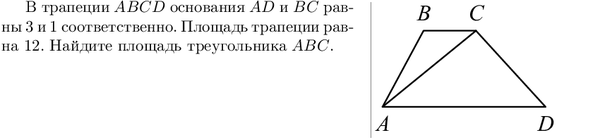 В трапеции ABCD основания AD и BC рав-
ны 3 и 1 соответственно. Площадь трапеции рав-
на 12. Найдите площадь треугольника ABC.
B C
A D